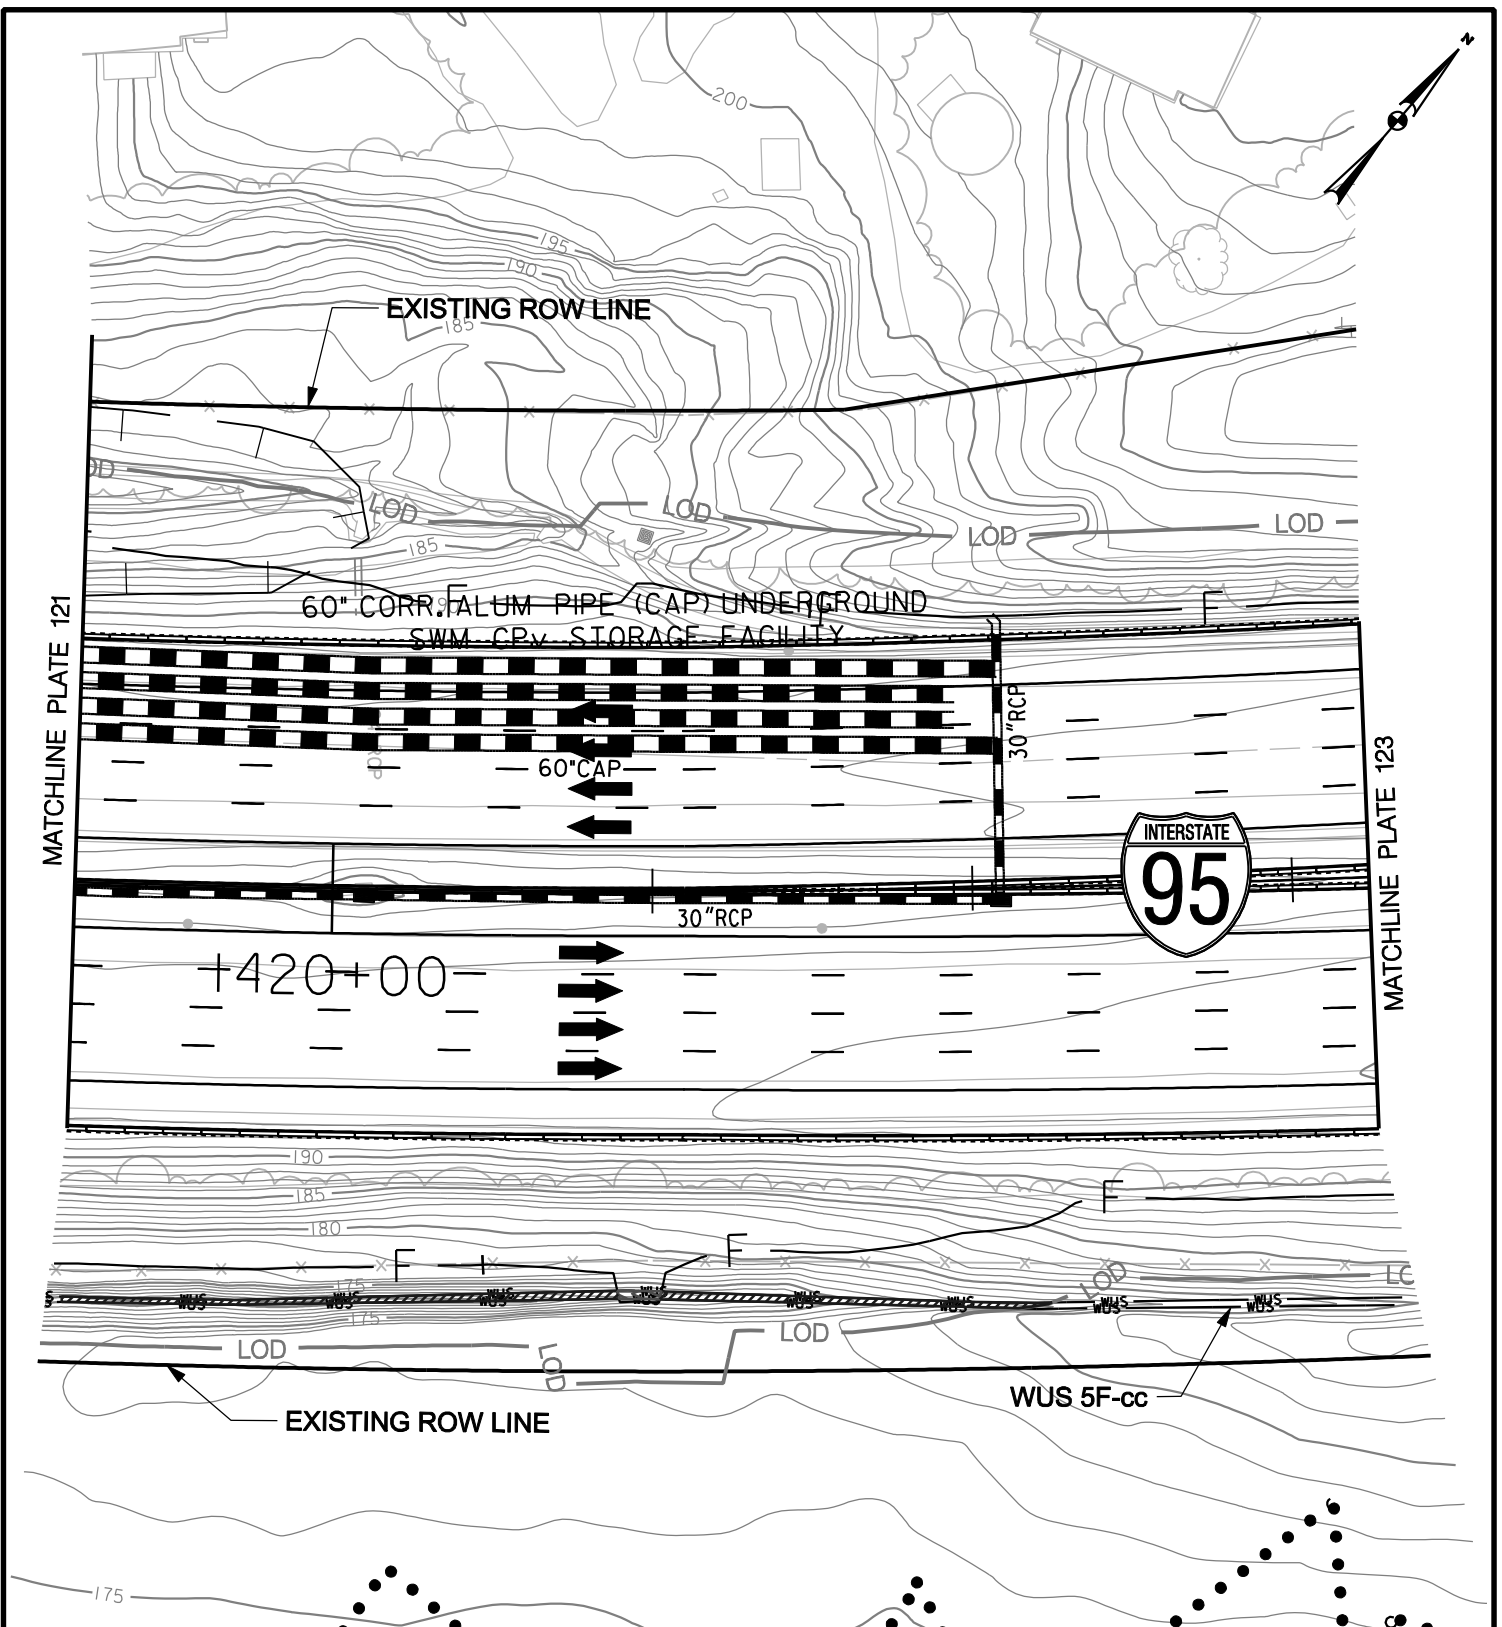 N
200
195
190
EXISTING ROW LINE
185
LOD
LOD
LOD
LOD
185
F
60" CORR. ALUM PIPE (CAP) UNDERGROUND
F
F
SWM CPv STORAGE FACILITY
MATCHLINE PLATE 121
30"RCP
RCP
60"CAP
MATCHLINE PLATE 123
INTERSTATE
95
30"RCP
420+00
190
185
F
180
F
F
175
LOD
WUS
WUS
WUS
WUS
WUS
WUS
WUS
WUS
175
LOD
LOD
LOD
WUS 5F-cc
EXISTING ROW LINE
175